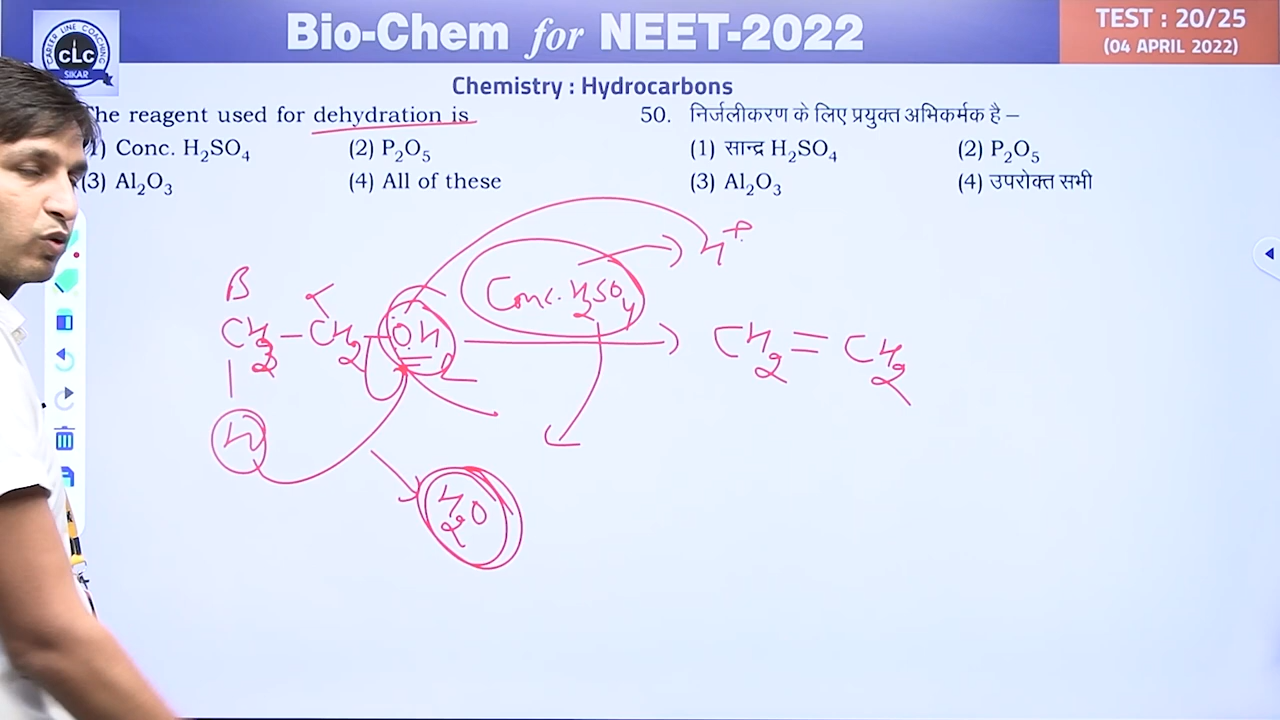 Bio-Chem for NEET-2022
TEST : 20/25
(04 APRIL 2022)
CAREER LINE COACHING
CLC
SIKAR
Chemistry : Hydrocarbons
The reagent used for dehydration is
(1) Conc. H₂SO₄ (2) P₂O₅
(3) Al₂O₃ (4) All of these
50. निर्जलीकरण के लिए प्रयुक्त अभिकर्मक है –
(1) सान्द्र H₂SO₄ (2) P₂O₅
(3) Al₂O₃ (4) उपरोक्त सभी
H⁺
β α Conc. H₂SO₄
CH₂ – CH₂ – OH → CH₂ = CH₂
H
H₂O